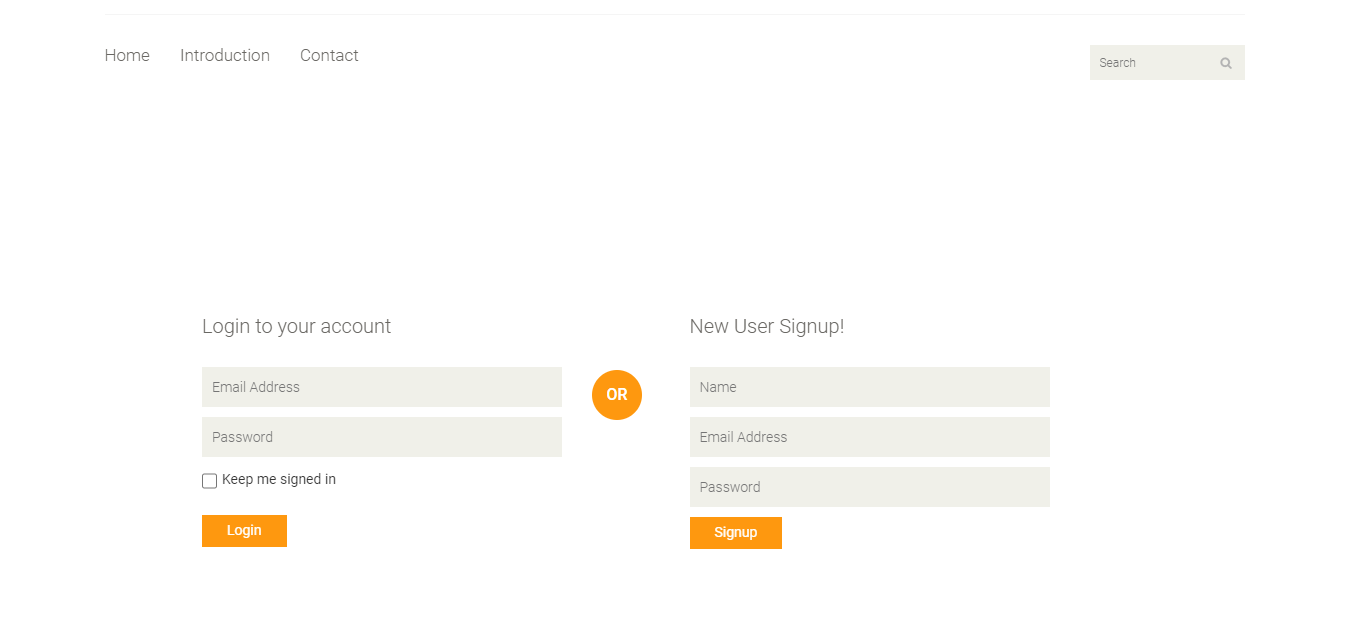 Home Introduction Contact
Search
Login to your account
Email Address
Password
Keep me signed in
Login
OR
New User Signup!
Name
Email Address
Password
Signup